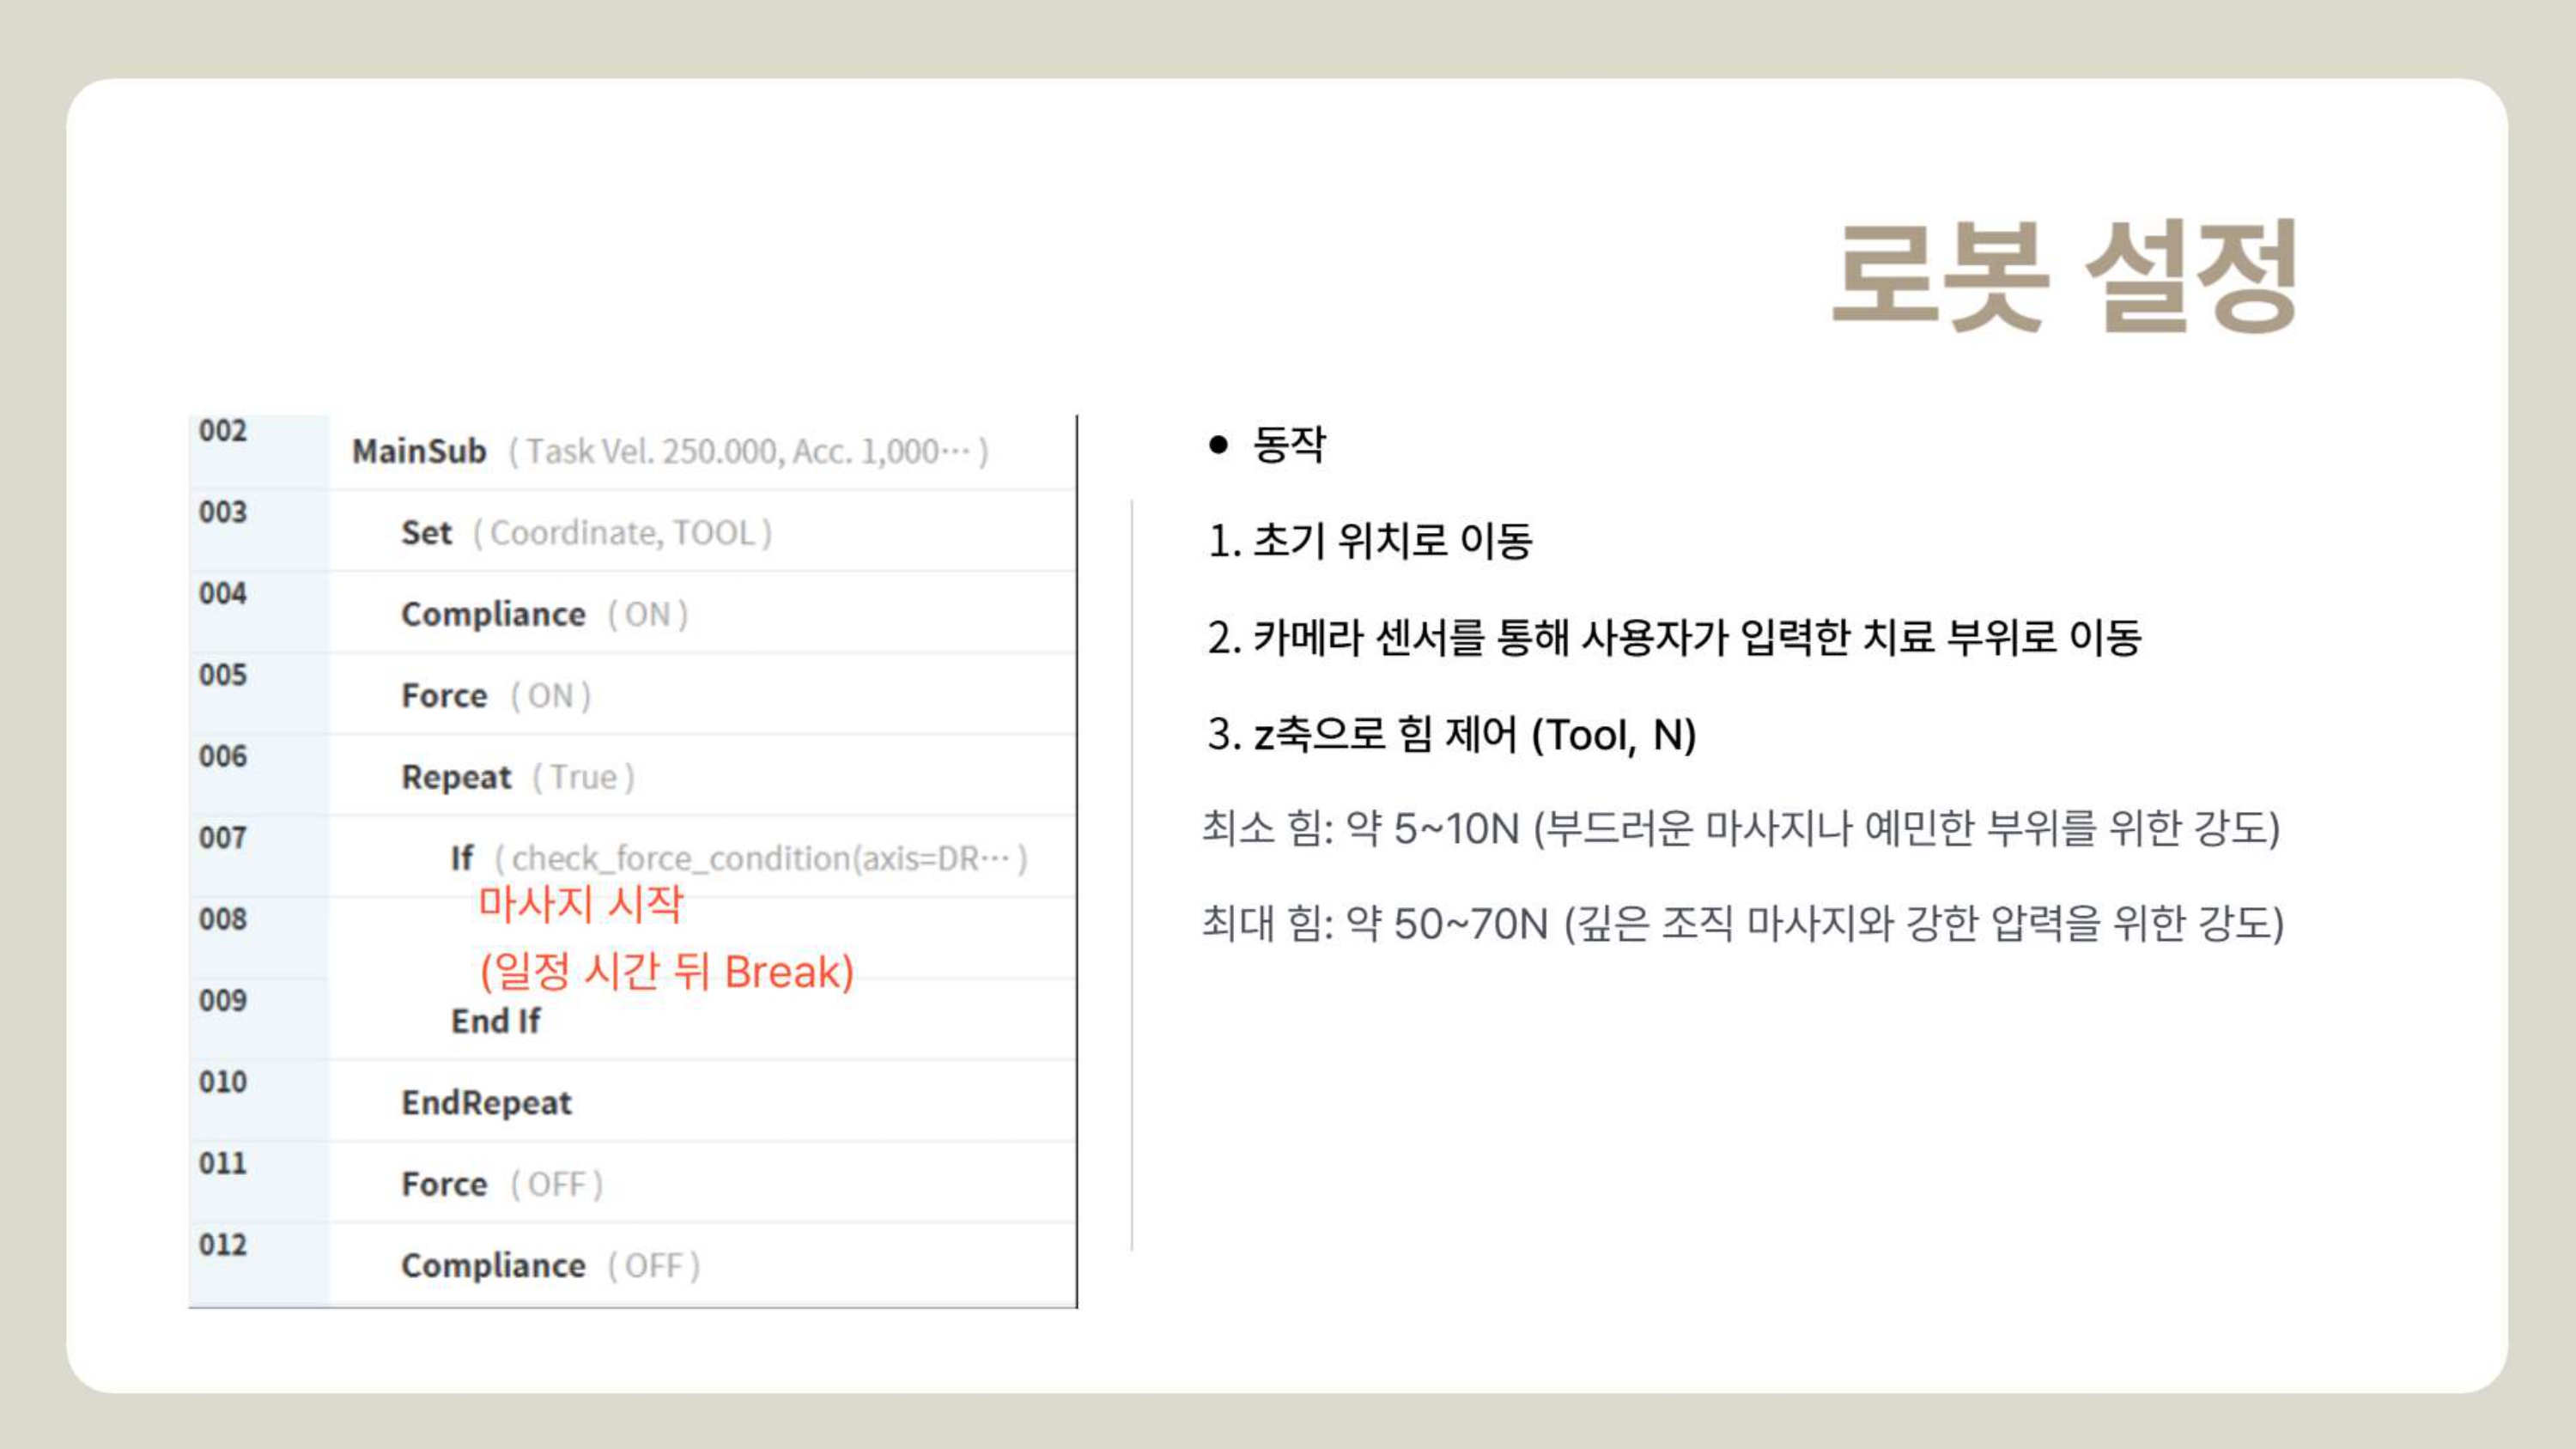 로봇 설정
002 MainSub ( Task Vel. 250.000, Acc. 1,000··· )
003 Set ( Coordinate, TOOL )
004 Compliance ( ON )
005 Force ( ON )
006 Repeat ( True )
007 If ( check_force_condition(axis=DR··· )
마사지 시작
008
(일정 시간 뒤 Break)
009 End If
010 EndRepeat
011 Force ( OFF )
012 Compliance ( OFF )
• 동작
1. 초기 위치로 이동
2. 카메라 센서를 통해 사용자가 입력한 치료 부위로 이동
3. z축으로 힘 제어 (Tool, N)
최소 힘: 약 5~10N (부드러운 마사지나 예민한 부위를 위한 강도)
최대 힘: 약 50~70N (깊은 조직 마사지와 강한 압력을 위한 강도)